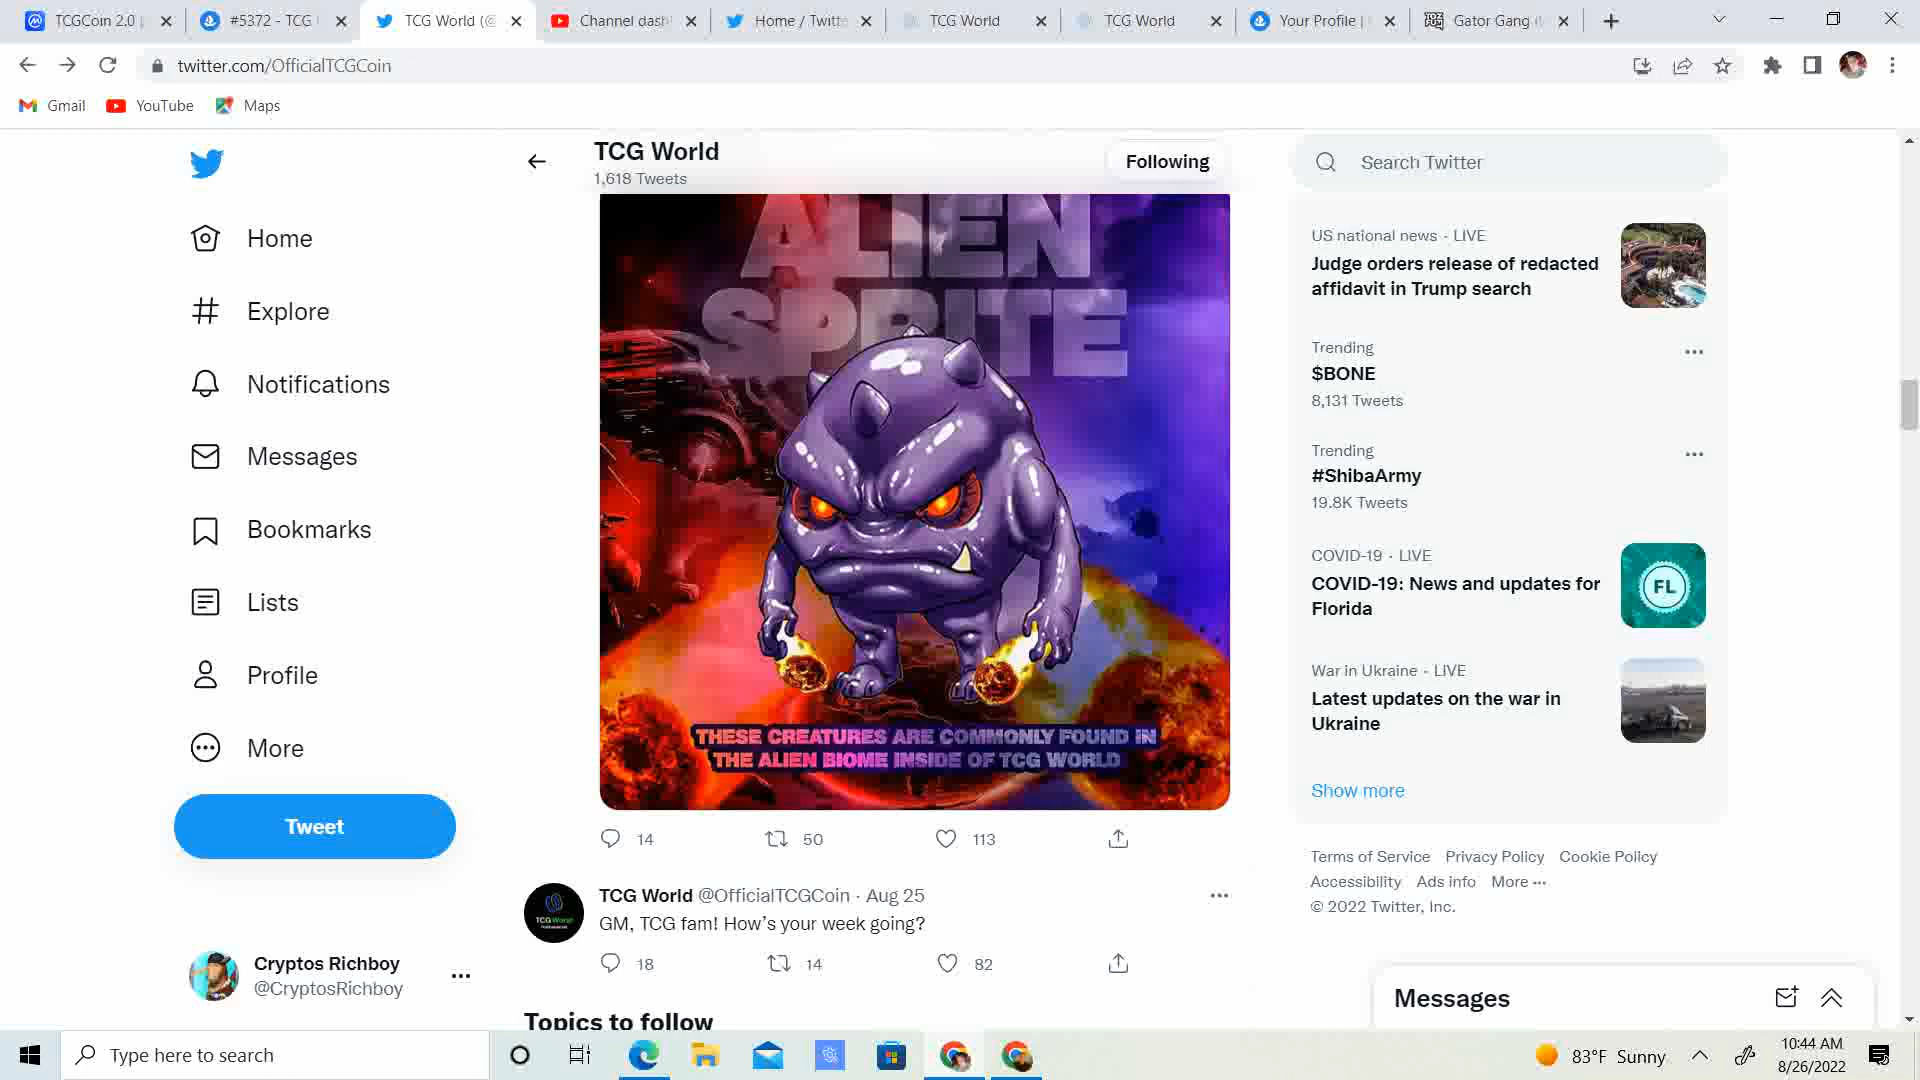 TCGCoin 2.0
#5372 - TCG
TCG World (@
Channel dash
Home / Twitte
TCG World
TCG World
Your Profile |
Gator Gang (
twitter.com/OfficialTCGCoin
Gmail
YouTube
Maps
TCG World
1,618 Tweets
Following
Search Twitter
Home
Explore
Notifications
Messages
Bookmarks
Lists
Profile
More
Tweet
Cryptos Richboy
@CryptosRichboy
ALIEN
SPRITE
THESE CREATURES ARE COMMONLY FOUND IN
THE ALIEN BIOME INSIDE OF TCG WORLD
14
50
113
TCG World @OfficialTCGCoin · Aug 25
GM, TCG fam! How’s your week going?
18
14
82
Topics to follow
US national news · LIVE
Judge orders release of redacted
affidavit in Trump search
Trending
$BONE
8,131 Tweets
Trending
#ShibaArmy
19.8K Tweets
COVID-19 · LIVE
COVID-19: News and updates for
Florida
FL
War in Ukraine · LIVE
Latest updates on the war in
Ukraine
Show more
Terms of Service Privacy Policy Cookie Policy
Accessibility Ads info More ···
© 2022 Twitter, Inc.
Messages
Type here to search
83°F Sunny
10:44 AM
8/26/2022